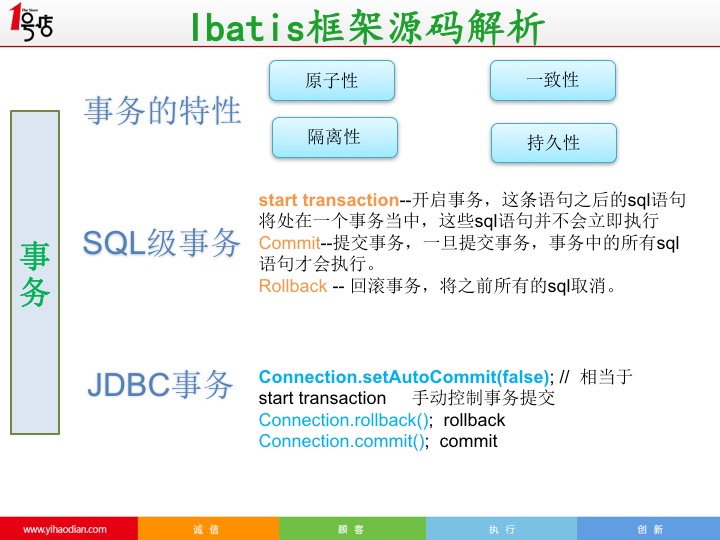 1号店
The Store
Ibatis框架源码解析
事务
事务的特性
原子性
一致性
隔离性
持久性
SQL级事务
start transaction--开启事务，这条语句之后的sql语句
将处在一个事务当中，这些sql语句并不会立即执行
Commit--提交事务，一旦提交事务，事务中的所有sql
语句才会执行。
Rollback -- 回滚事务，将之前所有的sql取消。
JDBC事务
Connection.setAutoCommit(false); // 相当于
start transaction 手动控制事务提交
Connection.rollback(); rollback
Connection.commit(); commit
www.yihaodian.com
诚 信
顾 客
执 行
创 新